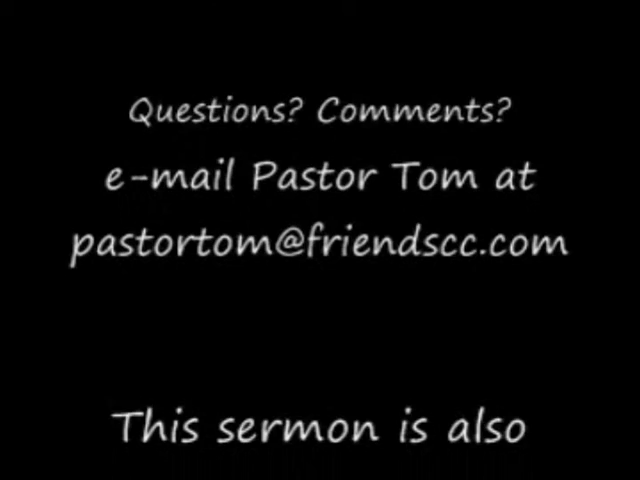 Questions? Comments?
e-mail Pastor Tom at
pastortom@friendscc.com
This sermon is also